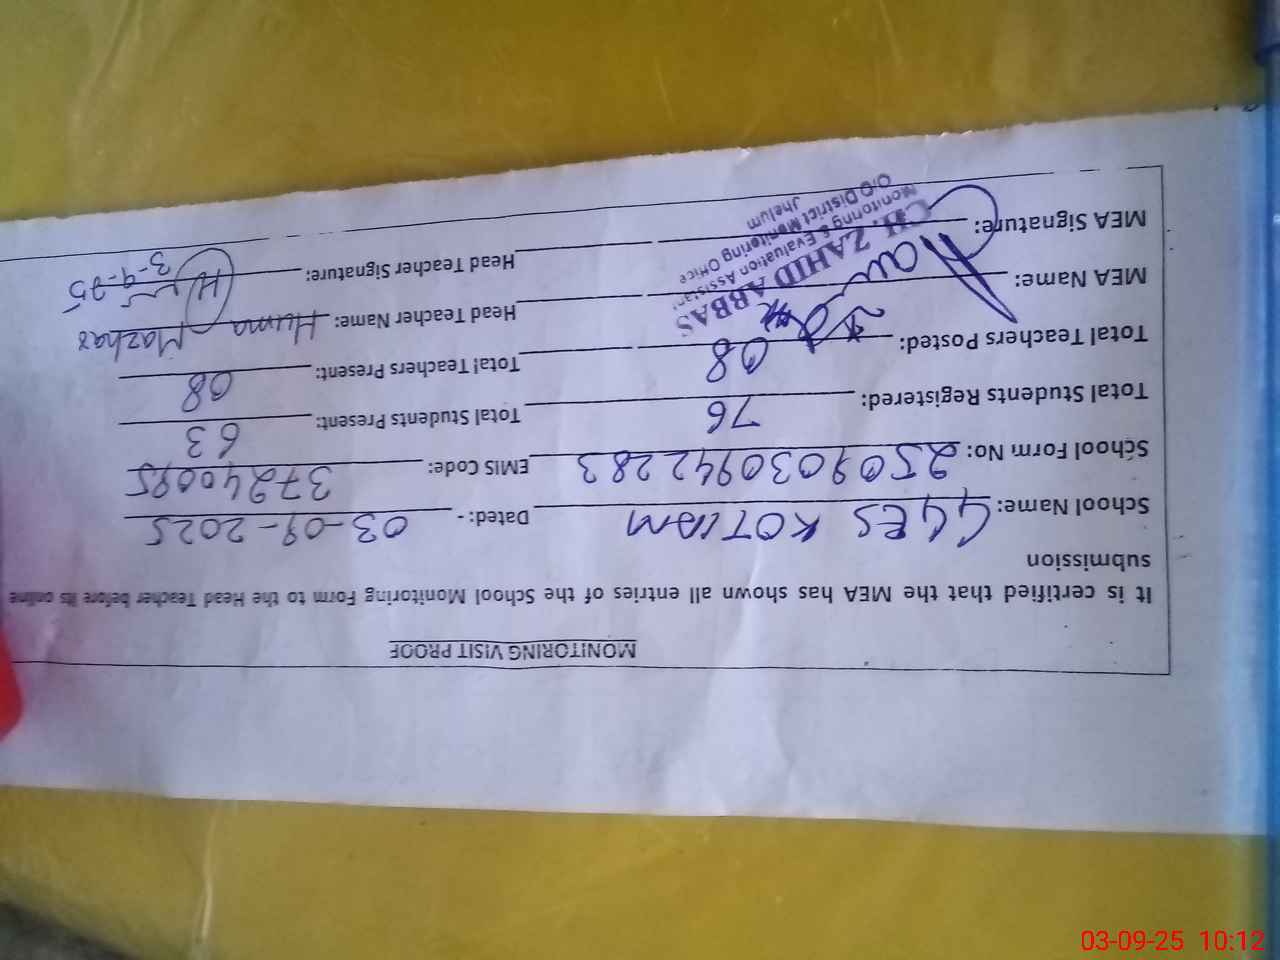 MONITORING VISIT PROOF
It is certified that the MEA has shown all entries of the School Monitoring Form to the Head Teacher before its online
submission
School Name: GGES KOTLAM Dated: - 03-09-2025
School Form No: 2509030942283 EMIS Code: 37240095
Total Students Registered: 76 Total Students Present: 63
Total Teachers Posted: 08 Total Teachers Present: 08
MEA Name: Head Teacher Name: Huma Mazhar
MEA Signature: Head Teacher Signature:
3-9-25
CH. ZAHID ABBAS
Monitoring & Evaluation Assistant
O/O District Monitoring Office
Jhelum
03-09-25 10:12